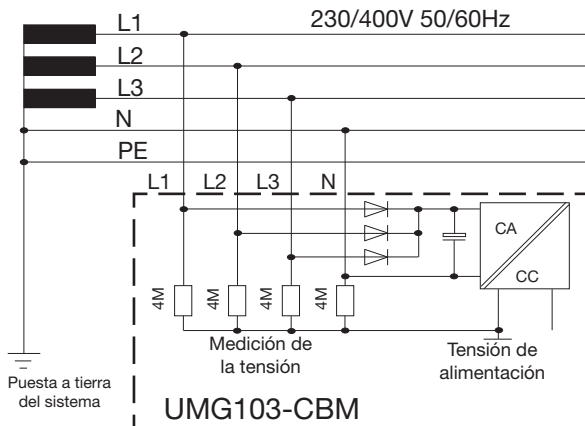 L1
230/400V 50/60Hz
L2
L3
N
PE
L1 L2 L3 N
CA
CC
4M 4M 4M 4M
Medición de
la tensión
Tensión de
alimentación
Puesta a tierra
del sistema
UMG103-CBM